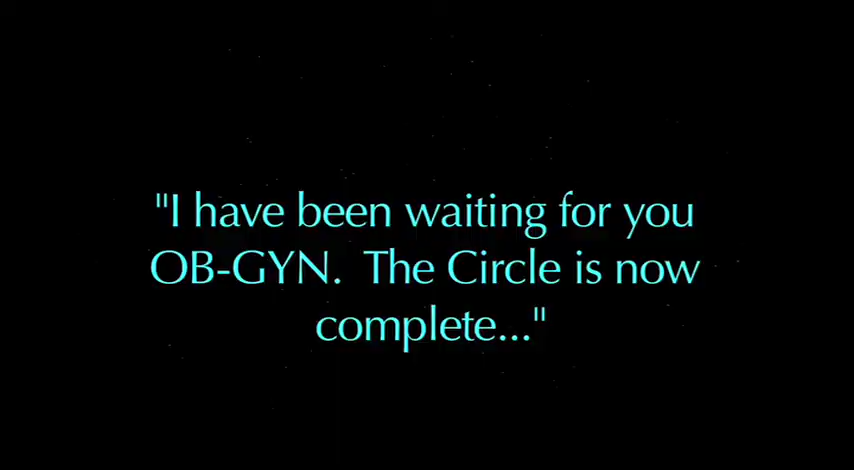 "I have been waiting for you
OB-GYN.  The Circle is now
complete..."